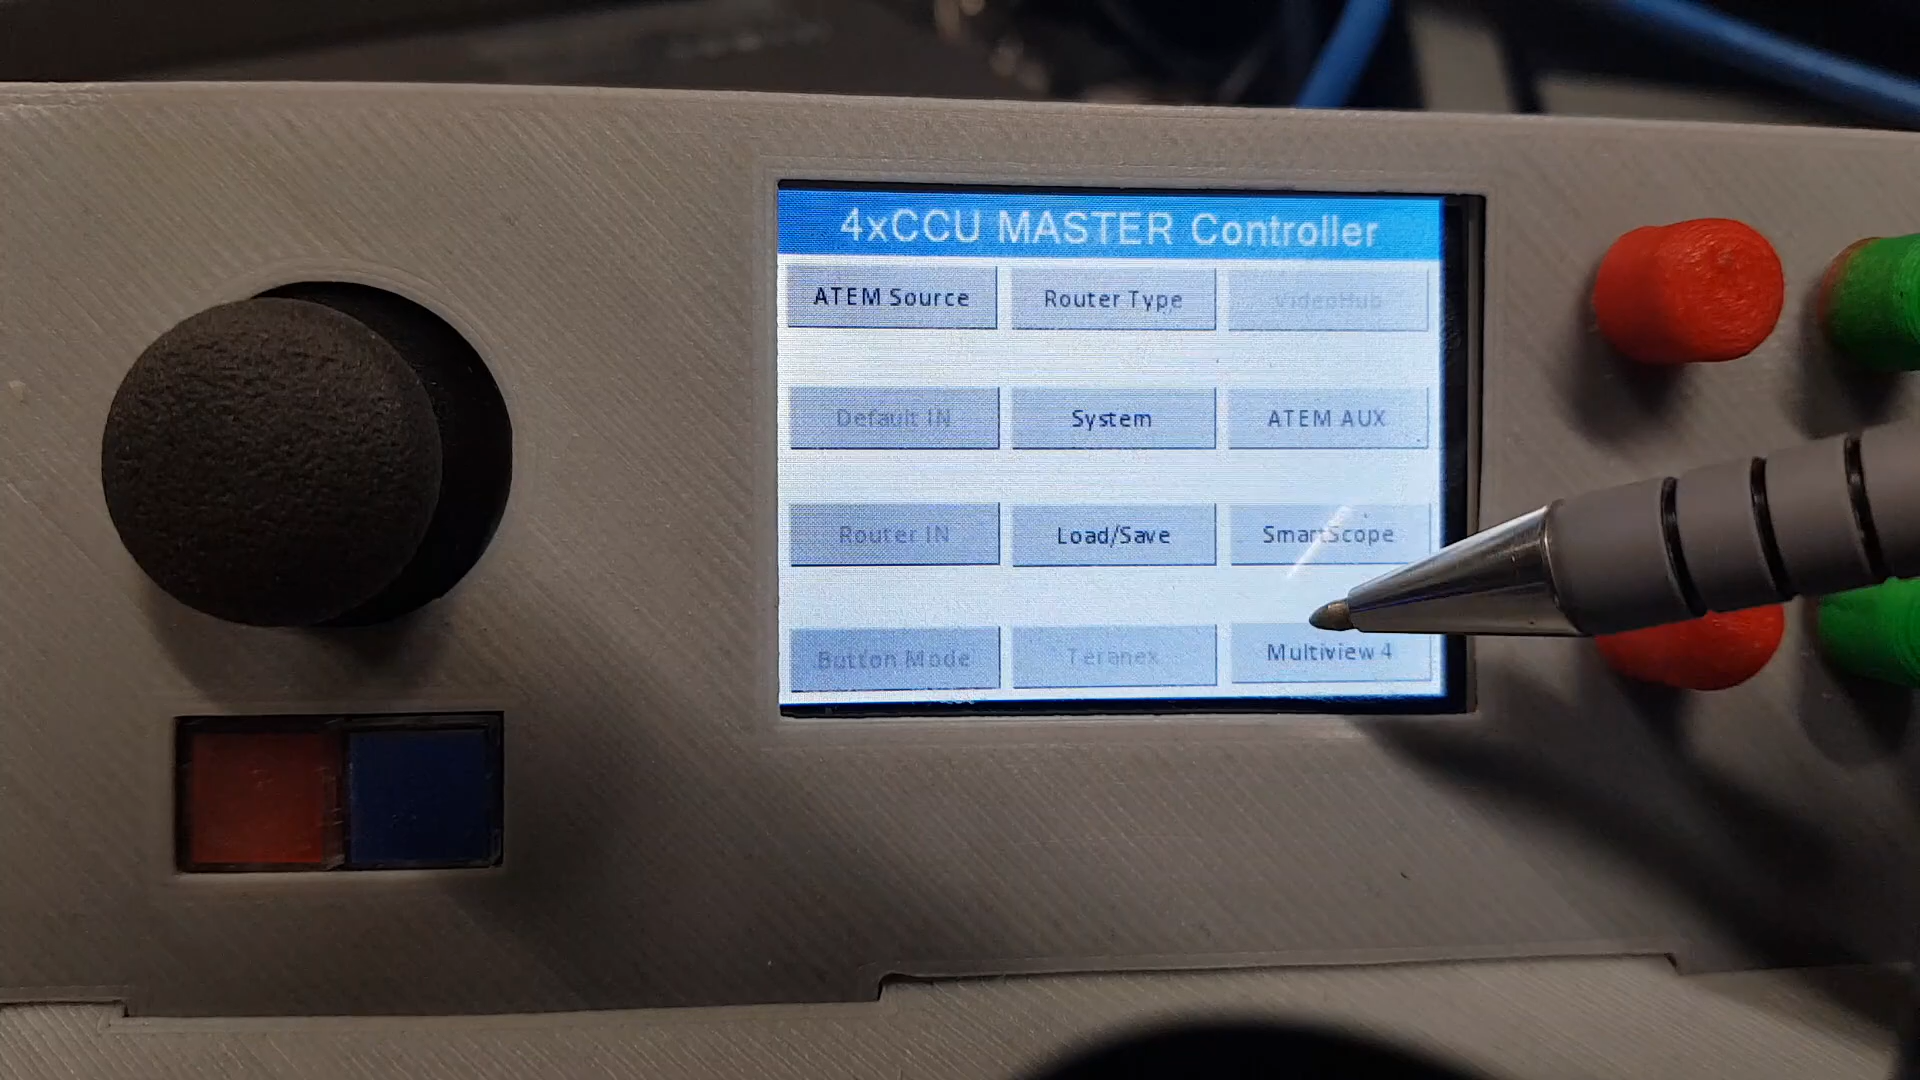 4xCCU MASTER Controller
ATEM Source
Router Type
VideoHub
Default IN
System
ATEM AUX
Router IN
Load/Save
SmartScope
Button Mode
Teranex
Multiview 4